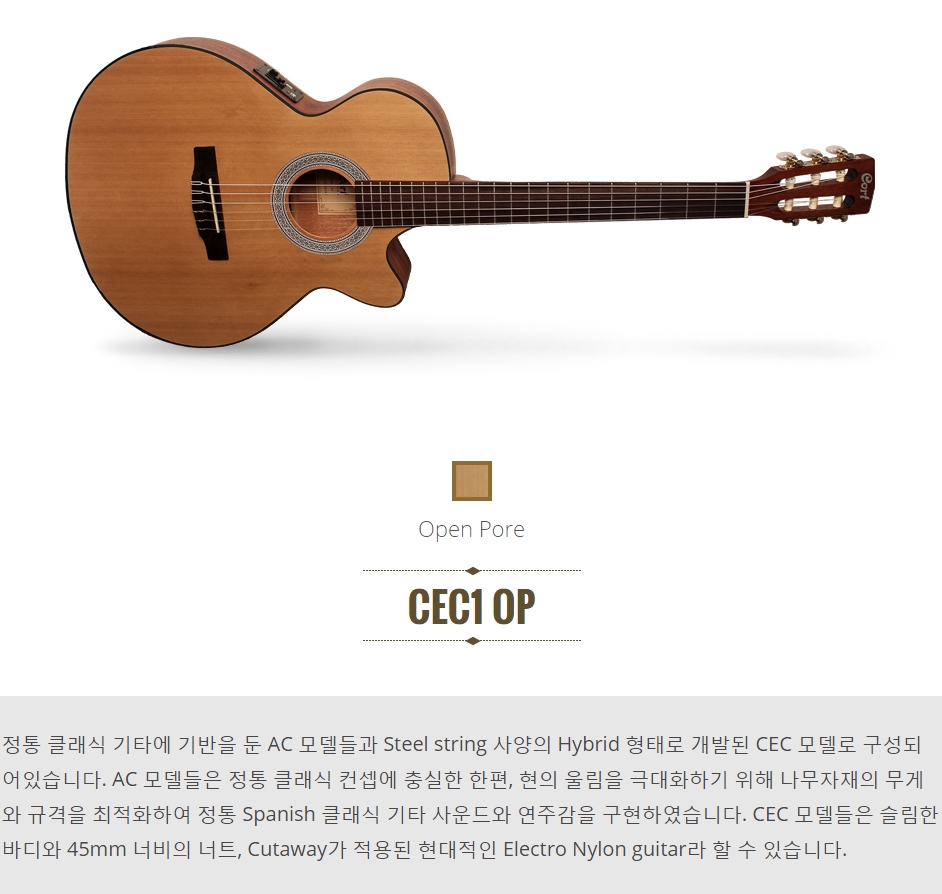 Cort
Open Pore
CEC1 OP
정통 클래식 기타에 기반을 둔 AC 모델들과 Steel string 사양의 Hybrid 형태로 개발된 CEC 모델로 구성되
어있습니다. AC 모델들은 정통 클래식 컨셉에 충실한 한편, 현의 울림을 극대화하기 위해 나무자재의 무게
와 규격을 최적화하여 정통 Spanish 클래식 기타 사운드와 연주감을 구현하였습니다. CEC 모델들은 슬림한
바디와 45mm 너비의 너트, Cutaway가 적용된 현대적인 Electro Nylon guitar라 할 수 있습니다.